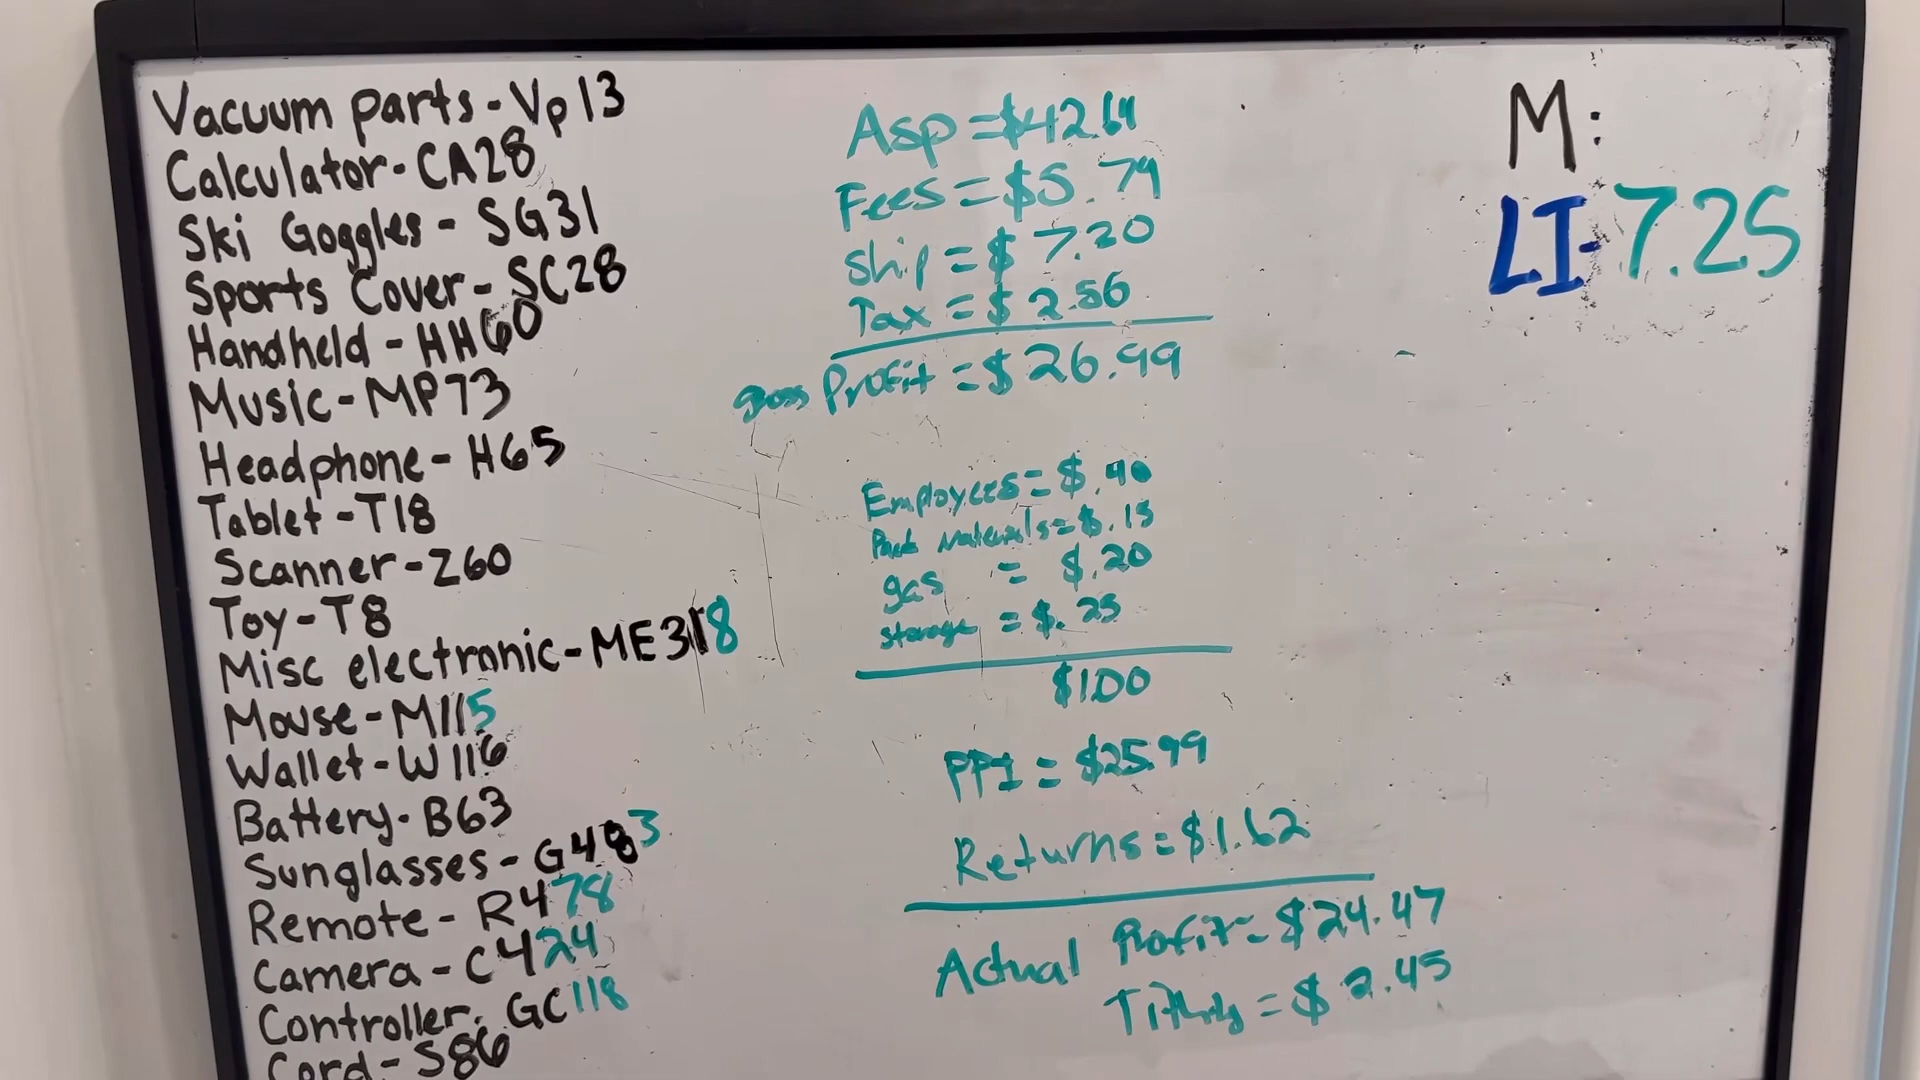 Vacuum parts - Vp13
Calculator - CA28
Ski Goggles - SG31
Sports Cover - SC28
Handheld - HH60
Music - MP73
Headphone - H65
Tablet - T18
Scanner - Z60
Toy - T8
Misc electronic - ME318
Mouse - M115
Wallet - W116
Battery - B63
Sunglasses - G483
Remote - R478
Camera - C424
Controller - GC118
Cord - S86
Asp = $42.64
Fees = $5.79
Ship = $7.20
Tax = $2.56
gross Profit = $26.99
Employees = $.40
Pack Materials = $.15
gas = $.20
Storage = $.25
$1.00
PPI = $25.99
Returns = $1.62
Actual Profit - $24.47
Tithing = $2.45
M:
LI - 7.25